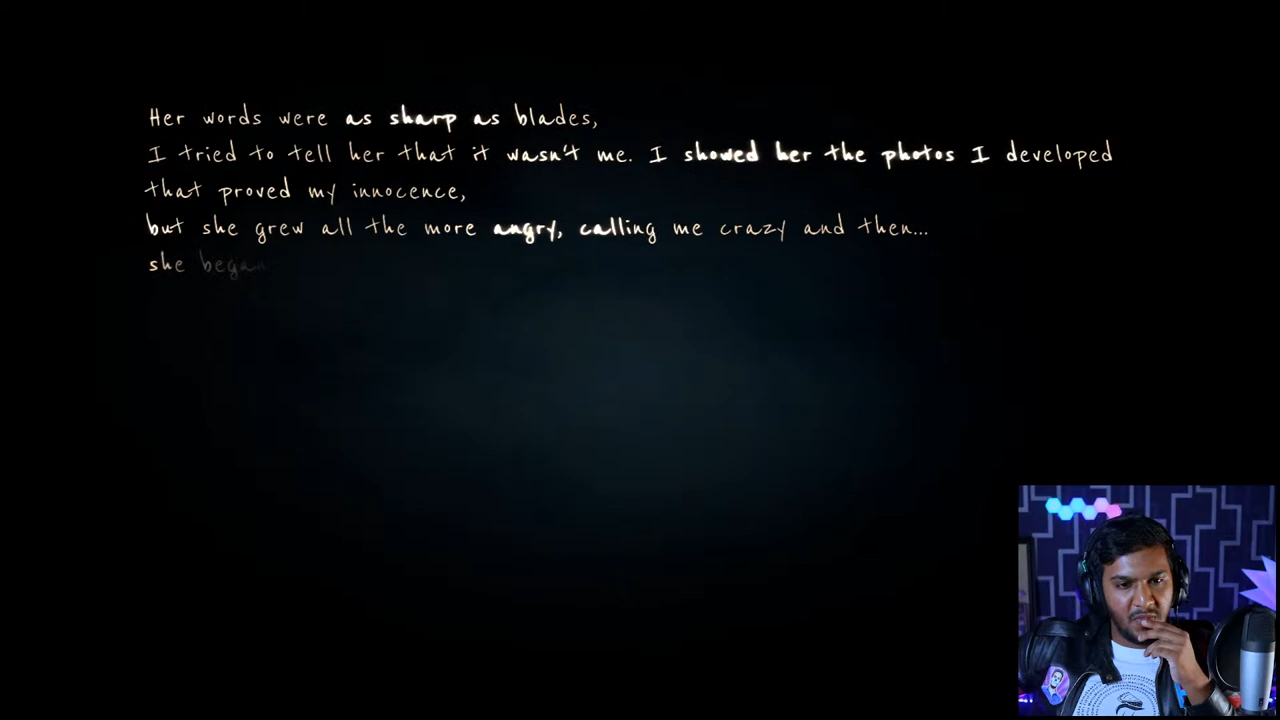 Her words were as sharp as blades,
I tried to tell her that it wasn't me. I showed her the photos I developed
that proved my innocence,
but she grew all the more angry, calling me crazy and then...
she began